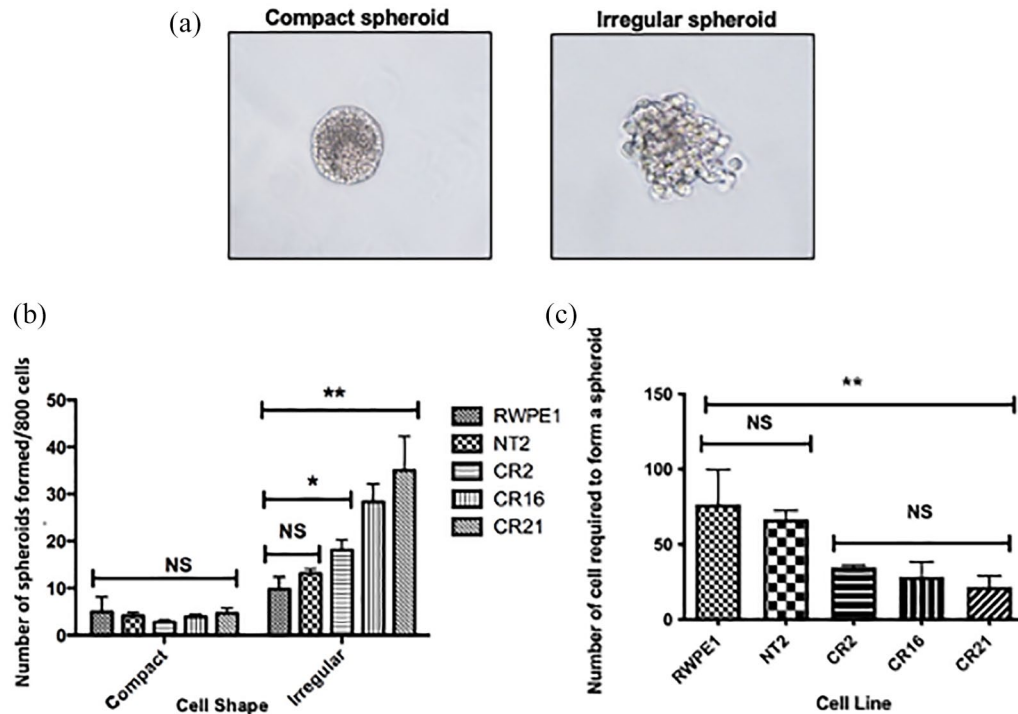 (a)
Compact spheroid
Irregular spheroid
(b)
Number of spheroids formed/800 cells
50
40
30
20
10
0
NS
NS
*
**
Compact
Irregular
Cell Shape
RWPE1
NT2
CR2
CR16
CR21
(c)
Number of cell required to form a spheroid
150
100
50
0
**
NS
NS
RWPE1
NT2
CR2
CR16
CR21
Cell Line